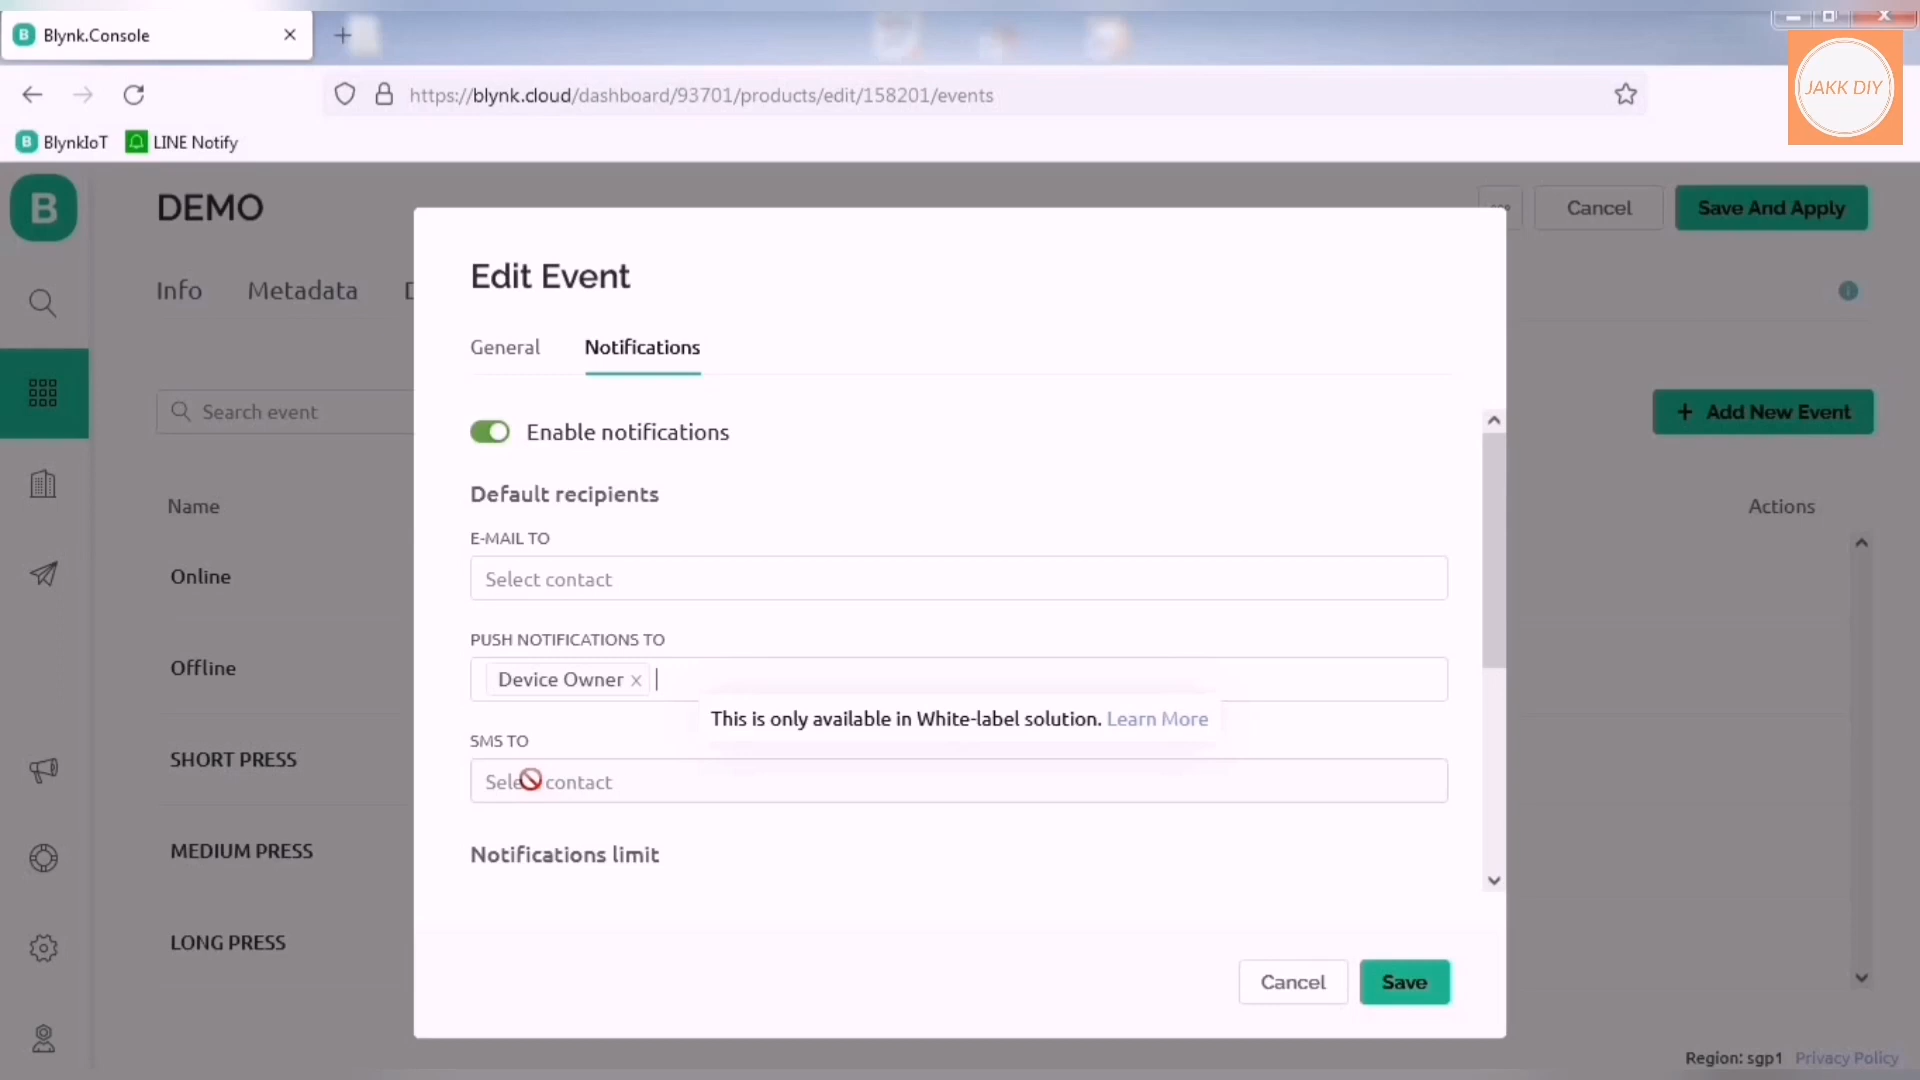 B Blynk.Console
https://blynk.cloud/dashboard/93701/products/edit/158201/events
JAKK DIY
B BlynkIoT LINE Notify
B
DEMO
Cancel
Save And Apply
Info Metadata
Edit Event
General Notifications
Search event
+ Add New Event
Enable notifications
Default recipients
Name
Actions
E-MAIL TO
Online
Select contact
PUSH NOTIFICATIONS TO
Offline
Device Owner ×
This is only available in White-label solution. Learn More
SMS TO
SHORT PRESS
contact
MEDIUM PRESS
Notifications limit
LONG PRESS
Cancel
Save
Region: sgp1 Privacy Policy